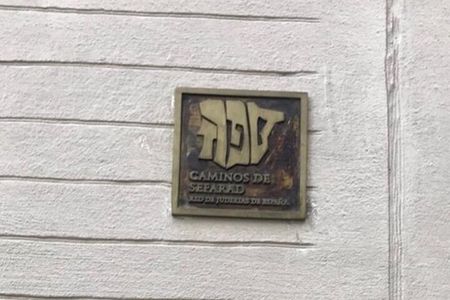 ספרד
CAMINOS DE
SEFARAD
RED DE JUDERÍAS DE ESPAÑA